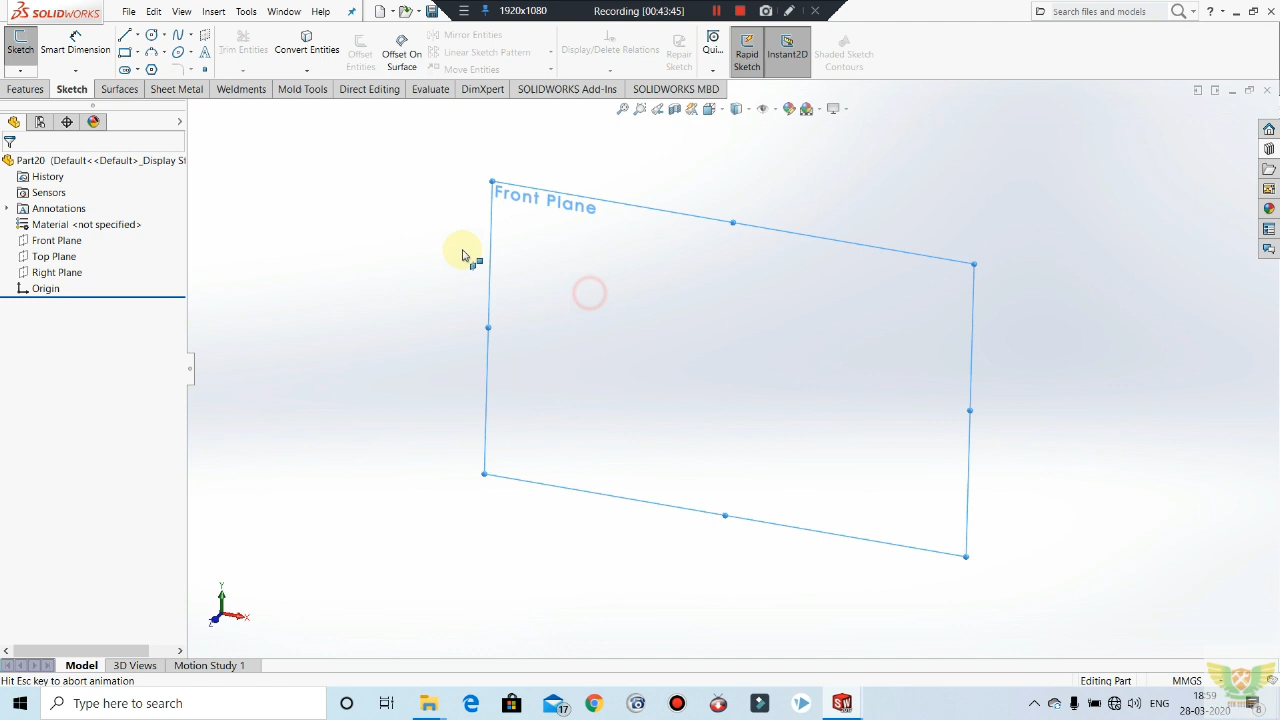 SOLIDWORKS File Edit View Insert Tools Window Help
1920x1080 Recording [00:43:45]
search files and models
Sketch Smart Dimension Trim Entities Convert Entities Offset Entities Offset On Surface Mirror Entities Linear Sketch Pattern Move Entities Display/Delete Relations Repair Sketch Qui... Rapid Sketch Instant2D Shaded Sketch Contours
Features Sketch Surfaces Sheet Metal Weldments Mold Tools Direct Editing Evaluate DimXpert SOLIDWORKS Add-Ins SOLIDWORKS MBD
Part20 (Default<<Default>_Display St
History
Sensors
Annotations
Material <not specified>
Front Plane
Top Plane
Right Plane
Origin
Front Plane
Y
X
Z
Model 3D Views Motion Study 1
Hit Esc key to abort animation Editing Part MMGS
Type here to search
17
18:59
28-03-2020
8